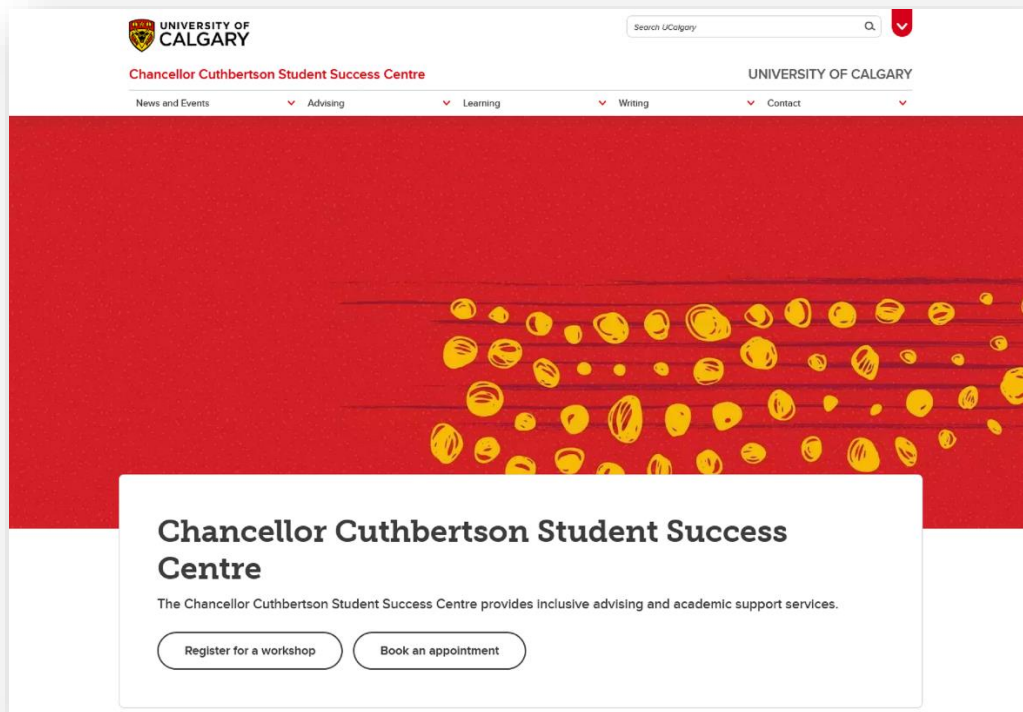 UNIVERSITY OF
CALGARY
Search UCalgary
Chancellor Cuthbertson Student Success Centre
UNIVERSITY OF CALGARY
News and Events
Advising
Learning
Writing
Contact
Chancellor Cuthbertson Student Success
Centre
The Chancellor Cuthbertson Student Success Centre provides inclusive advising and academic support services.
Register for a workshop
Book an appointment